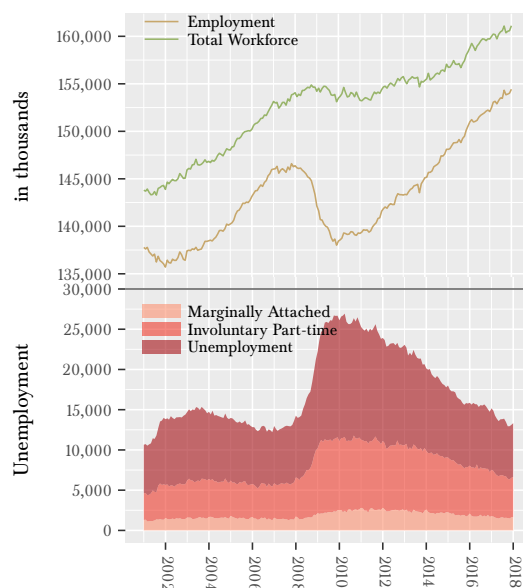 Employment
Total Workforce
160,000
155,000
150,000
145,000
140,000
135,000
in thousands
30,000
Marginally Attached
Involuntary Part-time
Unemployment
25,000
20,000
15,000
10,000
5,000
0
Unemployment
2002 2004 2006 2008 2010 2012 2014 2016 2018